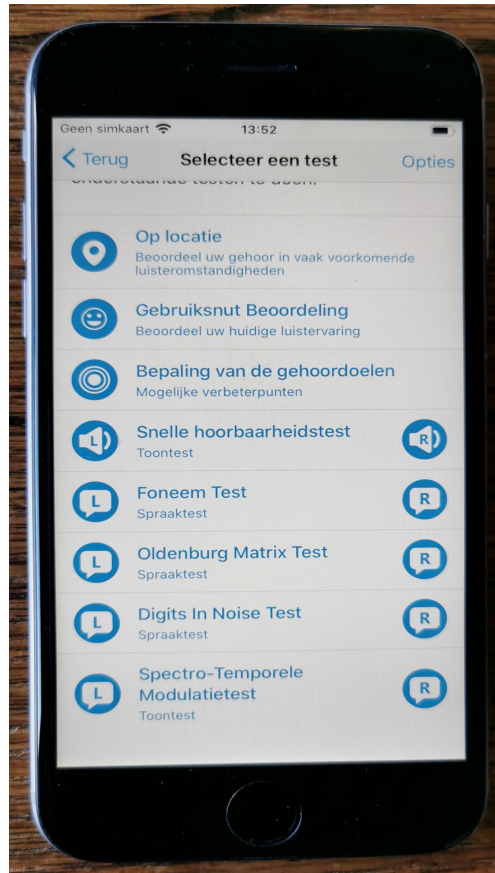 Geen simkaart 13:52
Terug Selecteer een test Opties
Op locatie
Beoordeel uw gehoor in vaak voorkomende
luisteromstandigheden
Gebruiksnut Beoordeling
Beoordeel uw huidige luistervaring
Bepaling van de gehoordoelen
Mogelijke verbeterpunten
L Snelle hoorbaarheidstest R
Toontest
L Foneem Test R
Spraaktest
L Oldenburg Matrix Test R
Spraaktest
L Digits In Noise Test R
Spraaktest
Spectro-Temporele
L Modulatietest R
Toontest